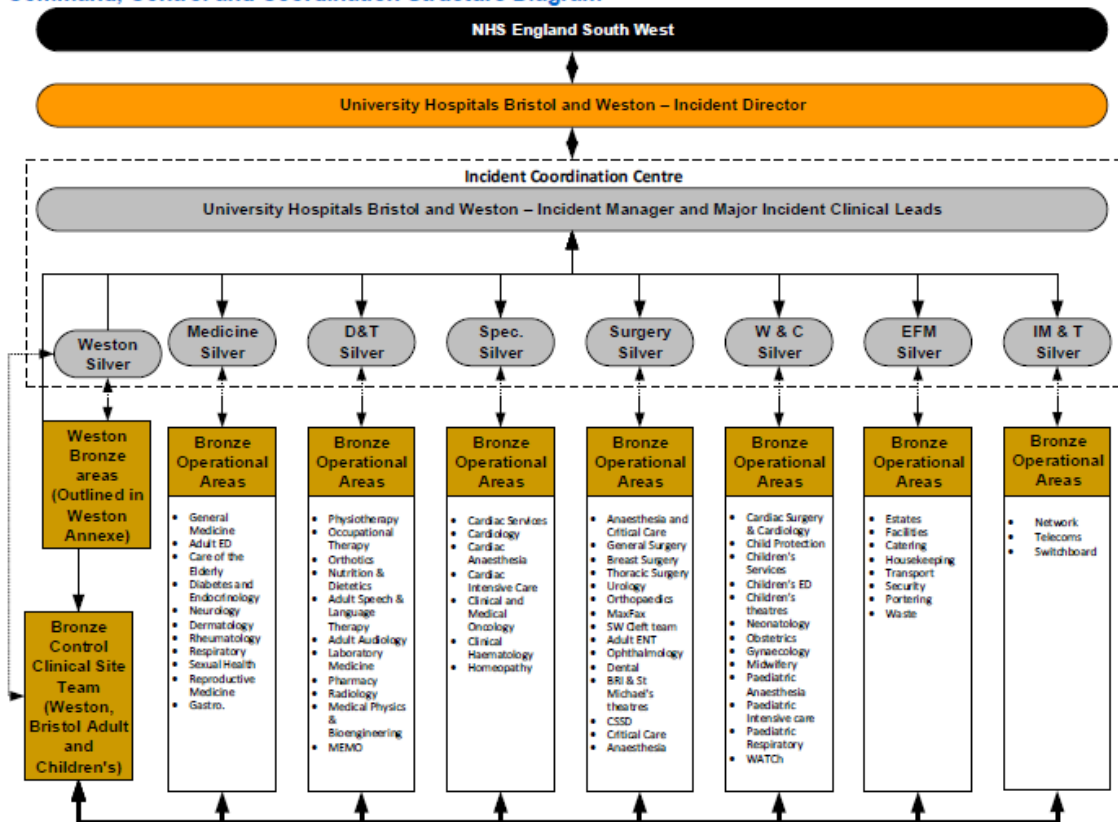 Command, Control and Coordination Structure Diagram
NHS England South West
University Hospitals Bristol and Weston – Incident Director
Incident Coordination Centre
University Hospitals Bristol and Weston – Incident Manager and Major Incident Clinical Leads
Weston
Silver
Medicine
Silver
D&T
Silver
Spec.
Silver
Surgery
Silver
W & C
Silver
EFM
Silver
IM & T
Silver
Weston
Bronze
areas
(Outlined in
Weston
Annexe)
Bronze
Control
Clinical Site
Team
(Weston,
Bristol Adult
and
Children's)
Bronze
Operational
Areas
• General
Medicine
• Adult ED
• Care of the
Elderly
• Diabetes and
Endocrinology
• Neurology
• Dermatology
• Rheumatology
• Respiratory
• Sexual Health
• Reproductive
Medicine
• Gastro.
Bronze
Operational
Areas
• Physiotherapy
• Occupational
Therapy
• Orthotics
• Nutrition &
Dietetics
• Adult Speech &
Language
Therapy
• Adult Audiology
• Laboratory
Medicine
• Pharmacy
• Radiology
• Medical Physics
&
Bioengineering
• MEMO
Bronze
Operational
Areas
• Cardiac Services
• Cardiology
• Cardiac
Anaesthesia
• Cardiac
Intensive Care
• Clinical and
Medical
Oncology
• Clinical
Haematology
• Homeopathy
Bronze
Operational
Areas
• Anaesthesia and
Critical Care
• General Surgery
• Breast Surgery
• Thoracic Surgery
• Urology
• Orthopaedics
• MaxFax
• SW Cleft team
• Adult ENT
• Ophthalmology
• Dental
• BRI & St
Michael's
theatres
• CSSD
• Critical Care
• Anaesthesia
Bronze
Operational
Areas
• Cardiac Surgery
& Cardiology
• Child Protection
• Children's
Services
• Children's ED
• Children's
theatres
• Neonatology
• Obstetrics
• Gynaecology
• Midwifery
• Paediatric
Anaesthesia
• Paediatric
Intensive care
• Paediatric
Respiratory
• WATCh
Bronze
Operational
Areas
• Estates
• Facilities
• Catering
• Housekeeping
• Transport
• Security
• Portering
• Waste
Bronze
Operational
Areas
• Network
• Telecoms
• Switchboard